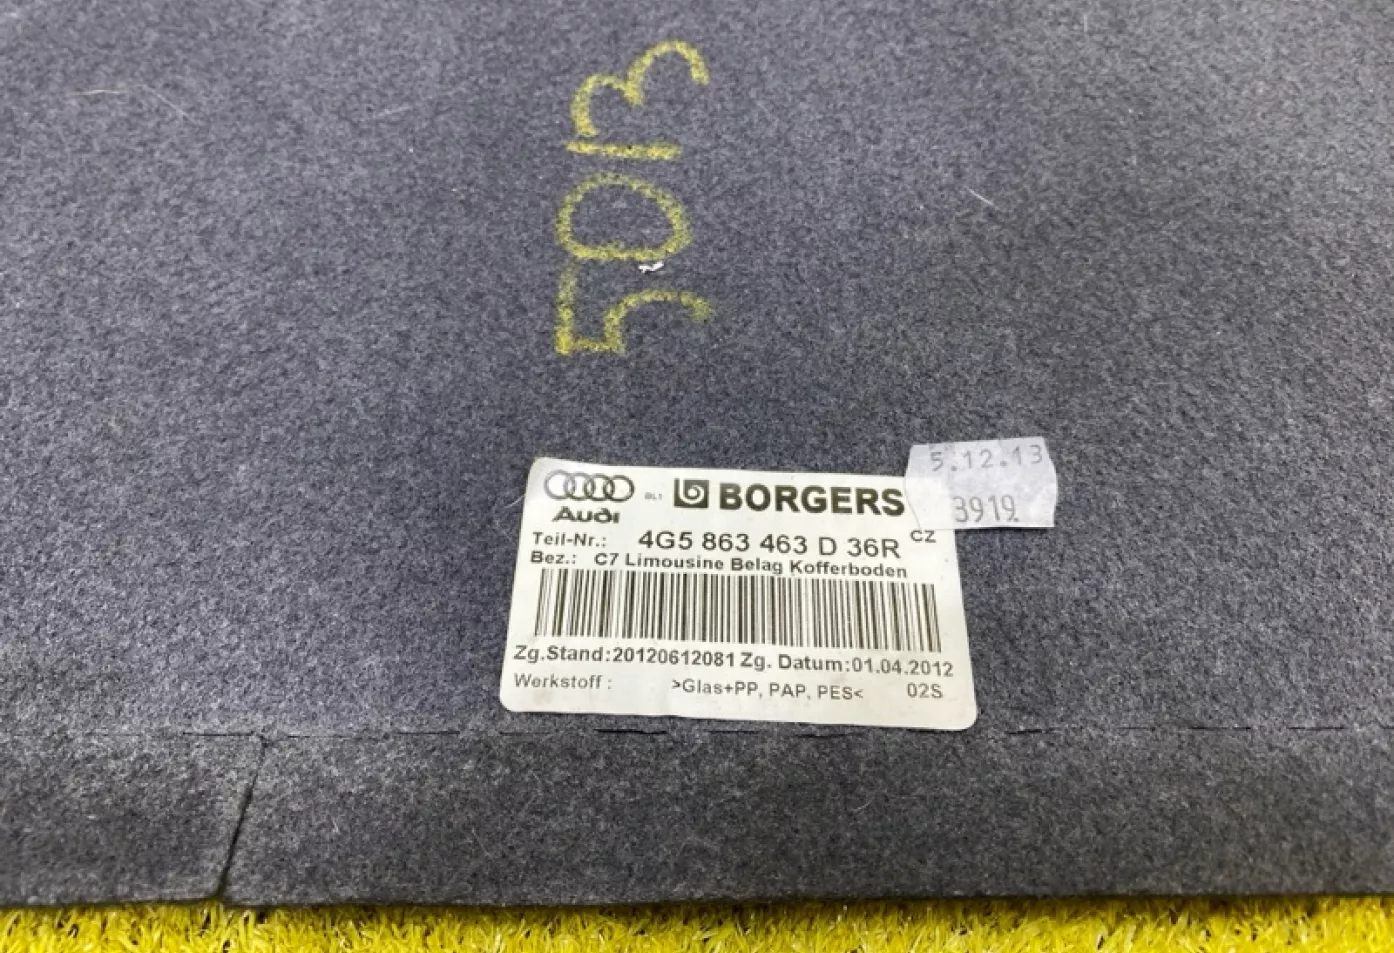 5013
5.12.13
3919
Audi
BL1
BORGERS
Teil-Nr.: 4G5 863 463 D 36R CZ
Bez.: C7 Limousine Belag Kofferboden
Zg.Stand:20120612081 Zg. Datum:01.04.2012
Werkstoff : >Glas+PP, PAP, PES< 02S